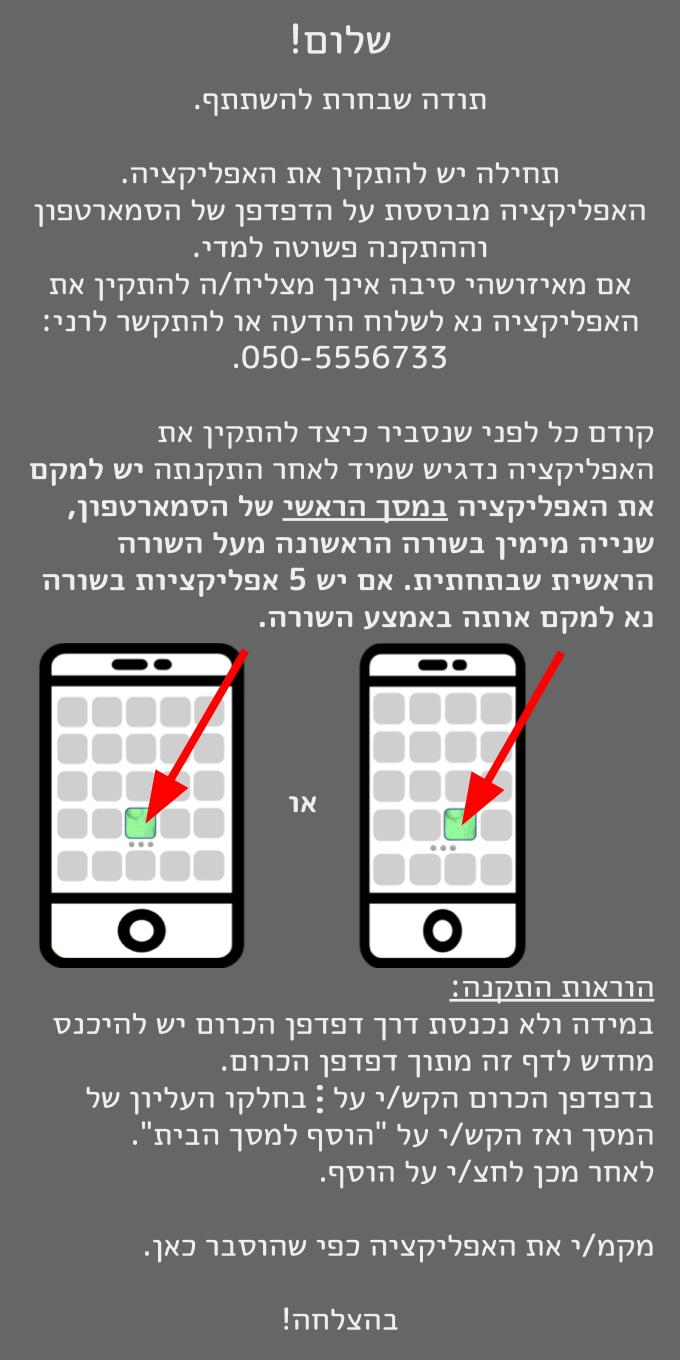 שלום!
תודה שבחרת להשתתף.
תחילה יש להתקין את האפליקציה.
האפליקציה מבוססת על הדפדפן של הסמארטפון
וההתקנה פשוטה למדי.
אם מאיזושהי סיבה אינך מצליח/ה להתקין את
האפליקציה נא לשלוח הודעה או להתקשר לרני:
050-5556733.
קודם כל לפני שנסביר כיצד להתקין את
האפליקציה נדגיש שמיד לאחר התקנתה יש למקם
את האפליקציה במסך הראשי של הסמארטפון,
שנייה מימין בשורה הראשונה מעל השורה
הראשית שבתחתית. אם יש 5 אפליקציות בשורה
נא למקם אותה באמצע השורה.
או
הוראות התקנה:
במידה ולא נכנסת דרך דפדפן הכרום יש להיכנס
מחדש לדף זה מתוך דפדפן הכרום.
בדפדפן הכרום הקש/י על ⋮ בחלקו העליון של
המסך ואז הקש/י על "הוסף למסך הבית".
לאחר מכן לחצ/י על הוסף.
מקמ/י את האפליקציה כפי שהוסבר כאן.
בהצלחה!